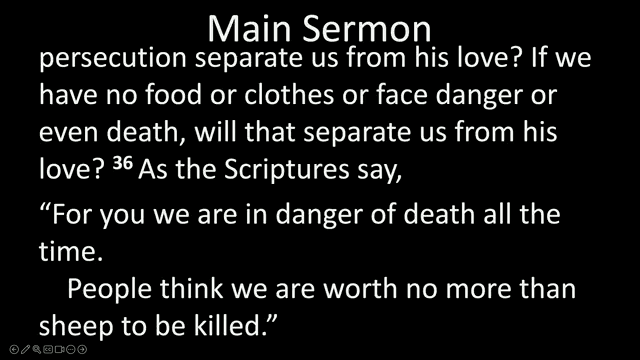 Main Sermon
persecution separate us from his love? If we
have no food or clothes or face danger or
even death, will that separate us from his
love? 36 As the Scriptures say,
“For you we are in danger of death all the
time.
People think we are worth no more than
sheep to be killed.”